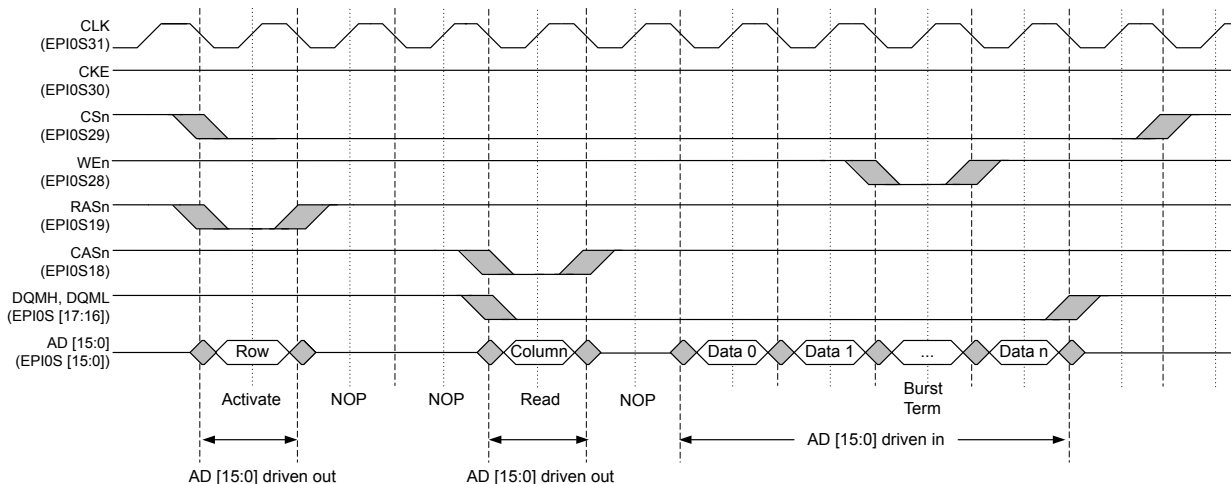 CLK
(EPI0S31)
CKE
(EPI0S30)
CSn
(EPI0S29)
WEn
(EPI0S28)
RASn
(EPI0S19)
CASn
(EPI0S18)
DQMH, DQML
(EPI0S [17:16])
AD [15:0]
(EPI0S [15:0])
Row Column Data 0 Data 1 ... Data n
Activate NOP NOP Read NOP Burst
Term
AD [15:0] driven in
AD [15:0] driven out AD [15:0] driven out